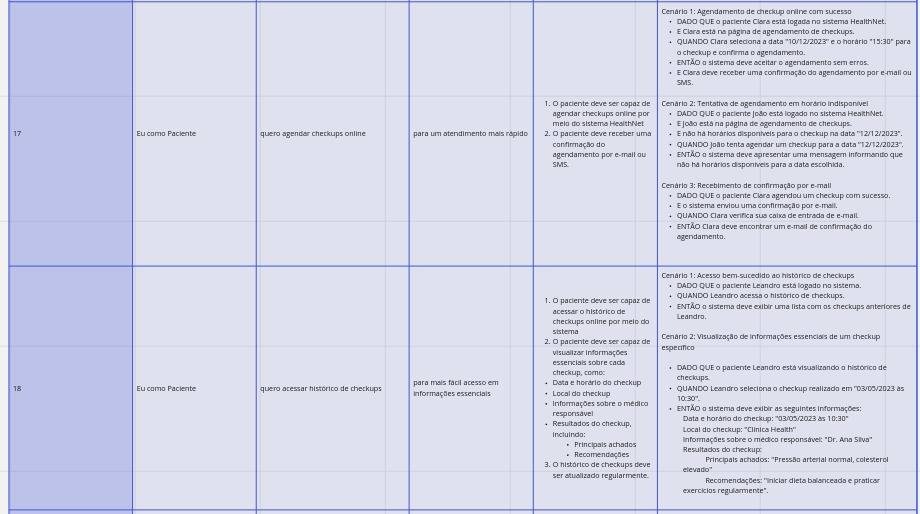 17
Eu como Paciente
quero agendar checkups online
para um atendimento mais rápido
1. O paciente deve ser capaz de
agendar checkups online por
meio do sistema HealthNet
2. O paciente deve receber uma
confirmação do
agendamento por e-mail ou
SMS.
Cenário 1: Agendamento de checkup online com sucesso
• DADO QUE o paciente Clara está logada no sistema HealthNet.
• E Clara está na página de agendamento de checkups.
• QUANDO Clara seleciona a data "10/12/2023" e o horário "15:30" para
o checkup e confirma o agendamento.
• ENTÃO o sistema deve aceitar o agendamento sem erros.
• E Clara deve receber uma confirmação do agendamento por e-mail ou
SMS.
Cenário 2: Tentativa de agendamento em horário indisponível
• DADO QUE o paciente João está logado no sistema HealthNet.
• E João está na página de agendamento de checkups.
• E não há horários disponíveis para o checkup na data "12/12/2023".
• QUANDO João tenta agendar um checkup para a data "12/12/2023".
• ENTÃO o sistema deve apresentar uma mensagem informando que
não há horários disponíveis para a data escolhida.
Cenário 3: Recebimento de confirmação por e-mail
• DADO QUE o paciente Clara agendou um checkup com sucesso.
• E o sistema enviou uma confirmação por e-mail.
• QUANDO Clara verifica sua caixa de entrada de e-mail.
• ENTÃO Clara deve encontrar um e-mail de confirmação do
agendamento.
18
Eu como Paciente
quero acessar histórico de checkups
para mais fácil acesso em
informações essenciais
1. O paciente deve ser capaz de
acessar o histórico de
checkups online por meio do
sistema
2. O paciente deve ser capaz de
visualizar informações
essenciais sobre cada
checkup, como:
• Data e horário do checkup
• Local do checkup
• Informações sobre o médico
responsável
• Resultados do checkup,
incluindo:
• Principais achados
• Recomendações
3. O histórico de checkups deve
ser atualizado regularmente.
Cenário 1: Acesso bem-sucedido ao histórico de checkups
• DADO QUE o paciente Leandro está logado no sistema.
• QUANDO Leandro acessa o histórico de checkups.
• ENTÃO o sistema deve exibir uma lista com os checkups anteriores de
Leandro.
Cenário 2: Visualização de informações essenciais de um checkup
específico
• DADO QUE o paciente Leandro está visualizando o histórico de
checkups.
• QUANDO Leandro seleciona o checkup realizado em "03/05/2023 às
10:30".
• ENTÃO o sistema deve exibir as seguintes informações:
Data e horário do checkup: "03/05/2023 às 10:30"
Local do checkup: "Clínica Health"
Informações sobre o médico responsável: "Dr. Ana Silva"
Resultados do checkup:
Principais achados: "Pressão arterial normal, colesterol
elevado"
Recomendações: "Iniciar dieta balanceada e praticar
exercícios regularmente".